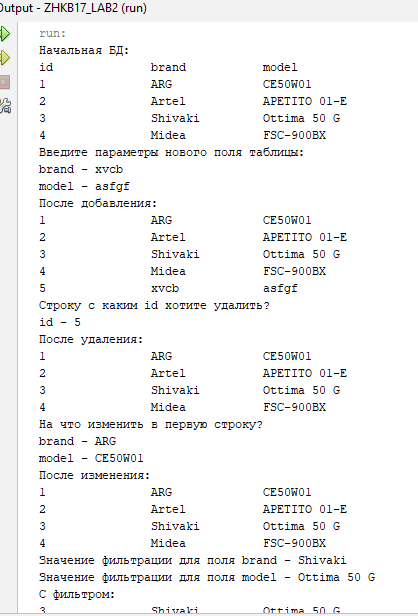 Output - ZHKB17_LAB2 (run)
run:
Начальная БД:
id brand model
1 ARG CE50W01
2 Artel APETITO 01-E
3 Shivaki Ottima 50 G
4 Midea FSC-900BX
Введите параметры нового поля таблицы:
brand - xvcb
model - asfgf
После добавления:
1 ARG CE50W01
2 Artel APETITO 01-E
3 Shivaki Ottima 50 G
4 Midea FSC-900BX
5 xvcb asfgf
Строку с каким id хотите удалить?
id - 5
После удаления:
1 ARG CE50W01
2 Artel APETITO 01-E
3 Shivaki Ottima 50 G
4 Midea FSC-900BX
На что изменить в первую строку?
brand - ARG
model - CE50W01
После изменения:
1 ARG CE50W01
2 Artel APETITO 01-E
3 Shivaki Ottima 50 G
4 Midea FSC-900BX
Значение фильтрации для поля brand - Shivaki
Значение фильтрации для поля model - Ottima 50 G
С фильтром:
3 Shivaki Ottima 50 G